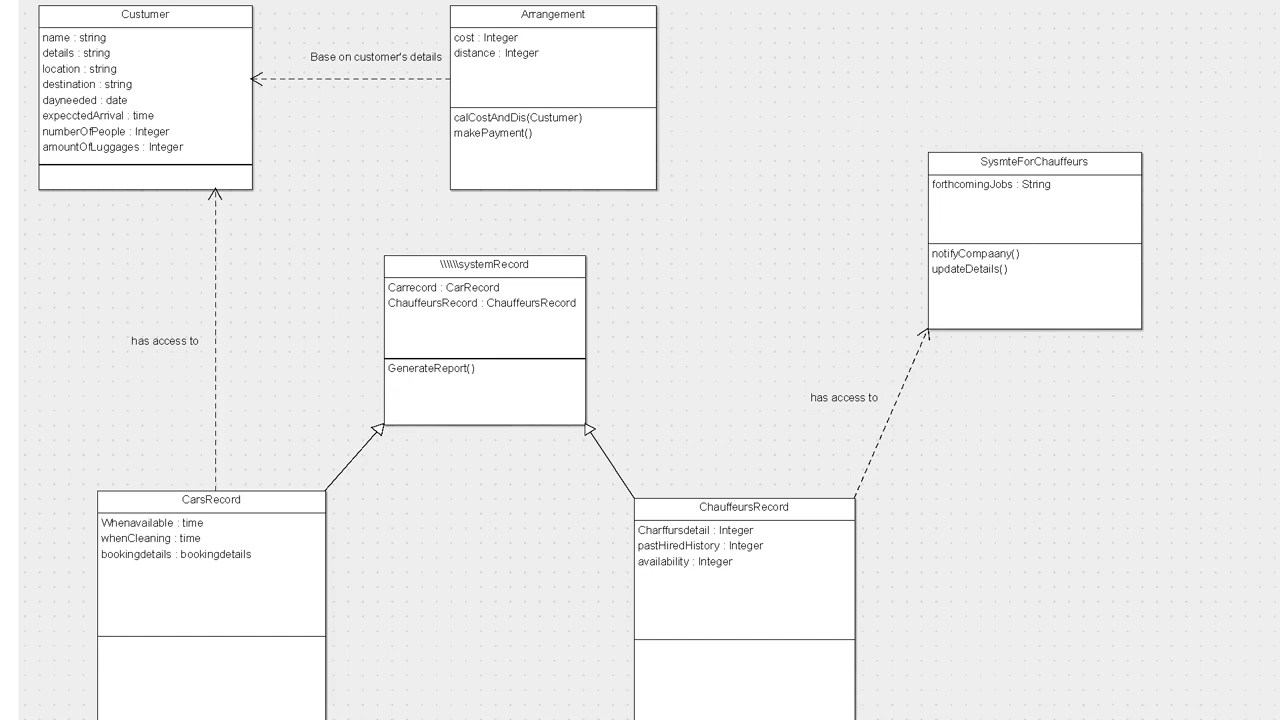 Custumer
name : string
details : string
location : string
destination : string
dayneeded : date
expecctedArrival : time
numberOfPeople : Integer
amountOfLuggages : Integer
Base on customer's details
Arrangement
cost : Integer
distance : Integer
calCostAndDis(Custumer)
makePayment()
SysmteForChauffeurs
forthcomingJobs : String
notifyCompaany()
updateDetails()
\\\\\\systemRecord
Carrecord : CarRecord
ChauffeursRecord : ChauffeursRecord
GenerateReport()
has access to
has access to
CarsRecord
Whenavailable : time
whenCleaning : time
bookingdetails : bookingdetails
ChauffeursRecord
Charffursdetail : Integer
pastHiredHistory : Integer
availability : Integer